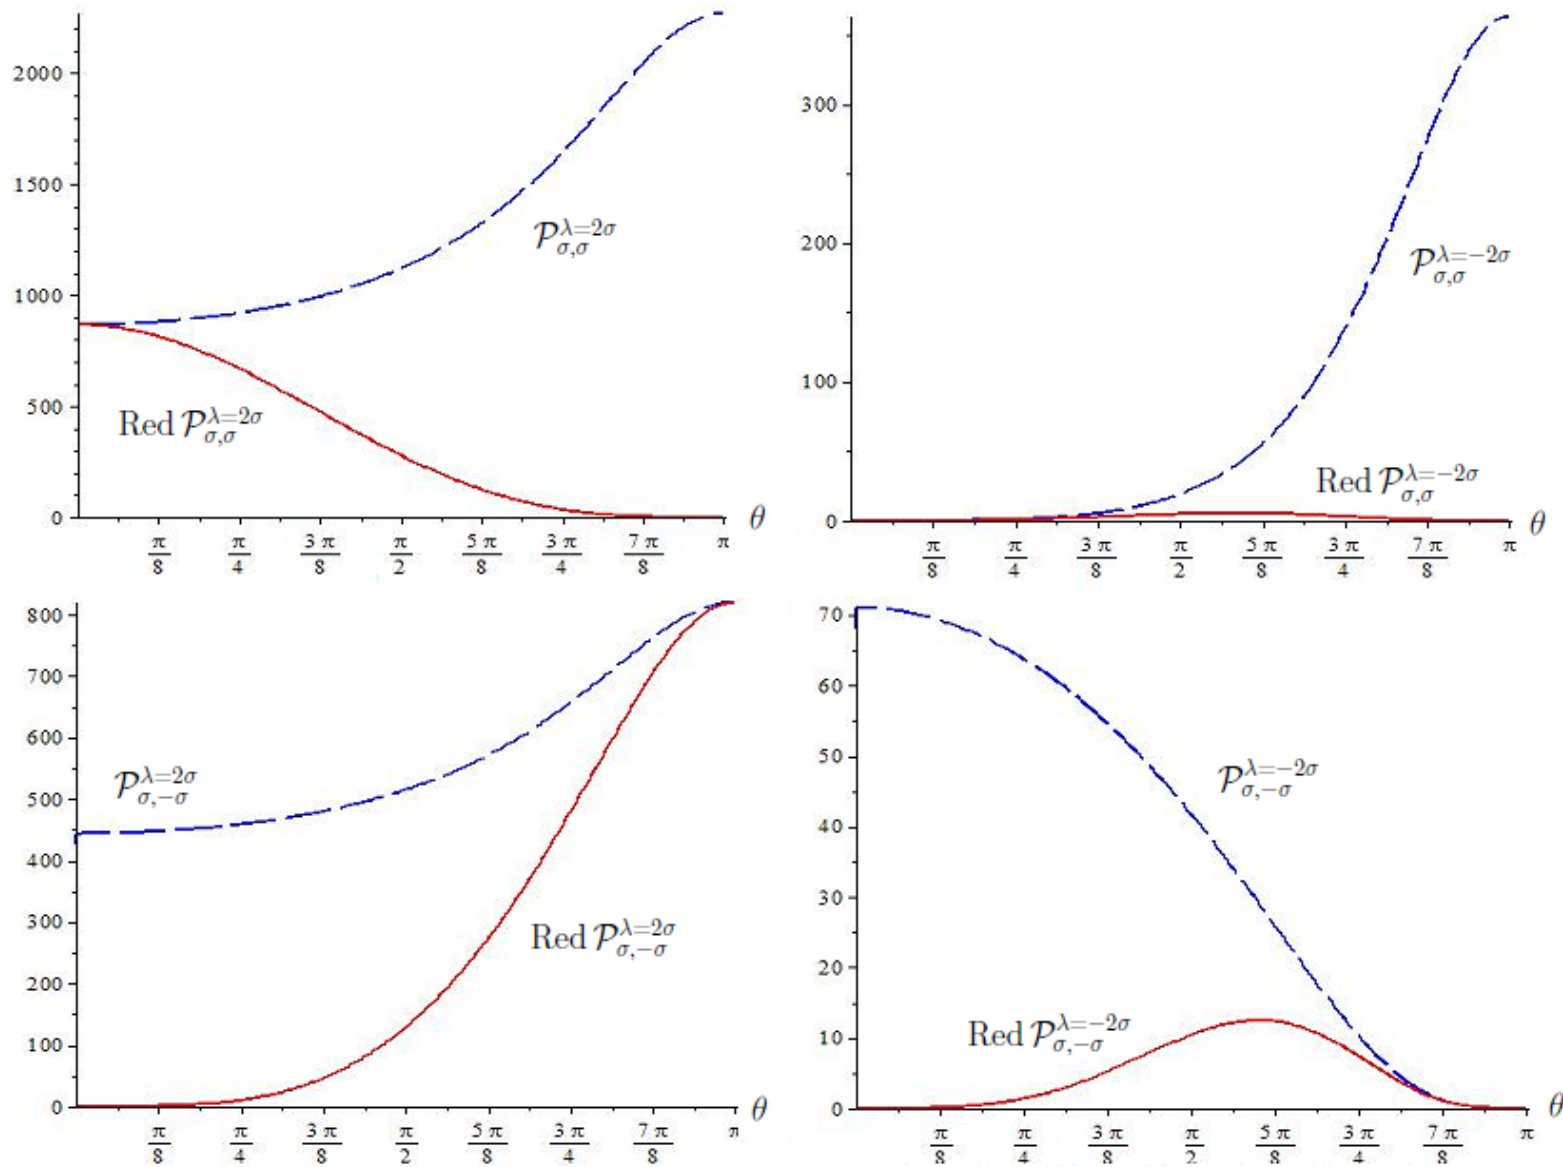 2000
1500
1000
500
0
𝒫^{λ=2σ}_{σ,σ}
Red 𝒫^{λ=2σ}_{σ,σ}
π/8 π/4 3π/8 π/2 5π/8 3π/4 7π/8 π θ
300
200
100
0
𝒫^{λ=−2σ}_{σ,σ}
Red 𝒫^{λ=−2σ}_{σ,σ}
π/8 π/4 3π/8 π/2 5π/8 3π/4 7π/8 π θ
800
700
600
500
400
300
200
100
0
𝒫^{λ=2σ}_{σ,−σ}
Red 𝒫^{λ=2σ}_{σ,−σ}
π/8 π/4 3π/8 π/2 5π/8 3π/4 7π/8 π θ
70
60
50
40
30
20
10
0
𝒫^{λ=−2σ}_{σ,−σ}
Red 𝒫^{λ=−2σ}_{σ,−σ}
π/8 π/4 3π/8 π/2 5π/8 3π/4 7π/8 π θ